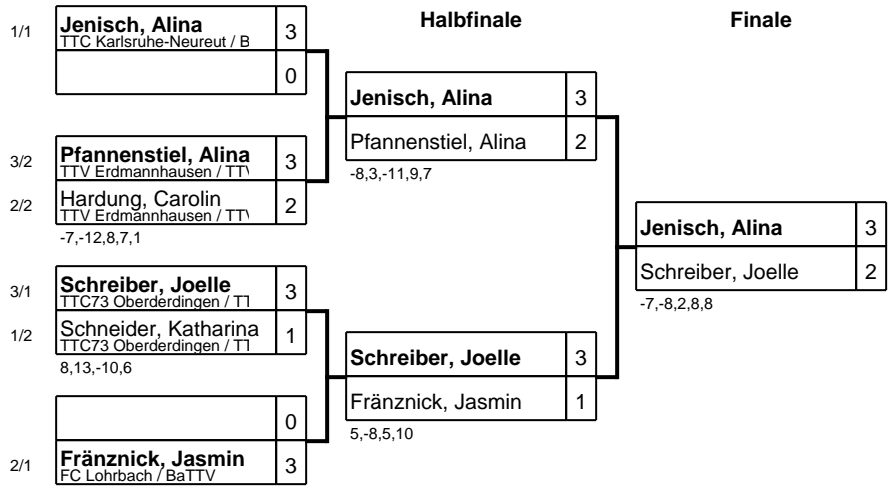 Halbfinale
Finale
1/1
Jenisch, Alina
3
TTC Karlsruhe-Neureut / B
0
3/2
Pfannenstiel, Alina
3
TTV Erdmannhausen / TT
2/2
Hardung, Carolin
2
TTV Erdmannhausen / TT
-7,-12,8,7,1
3/1
Schreiber, Joelle
3
TTC73 Oberderdingen / T
1/2
Schneider, Katharina
1
TTC73 Oberderdingen / T
8,13,-10,6
0
2/1
Fränznick, Jasmin
3
FC Lohrbach / BaTTV
Jenisch, Alina
3
Pfannenstiel, Alina
2
-8,3,-11,9,7
Schreiber, Joelle
3
Fränznick, Jasmin
1
5,-8,5,10
Jenisch, Alina
3
Schreiber, Joelle
2
-7,-8,2,8,8